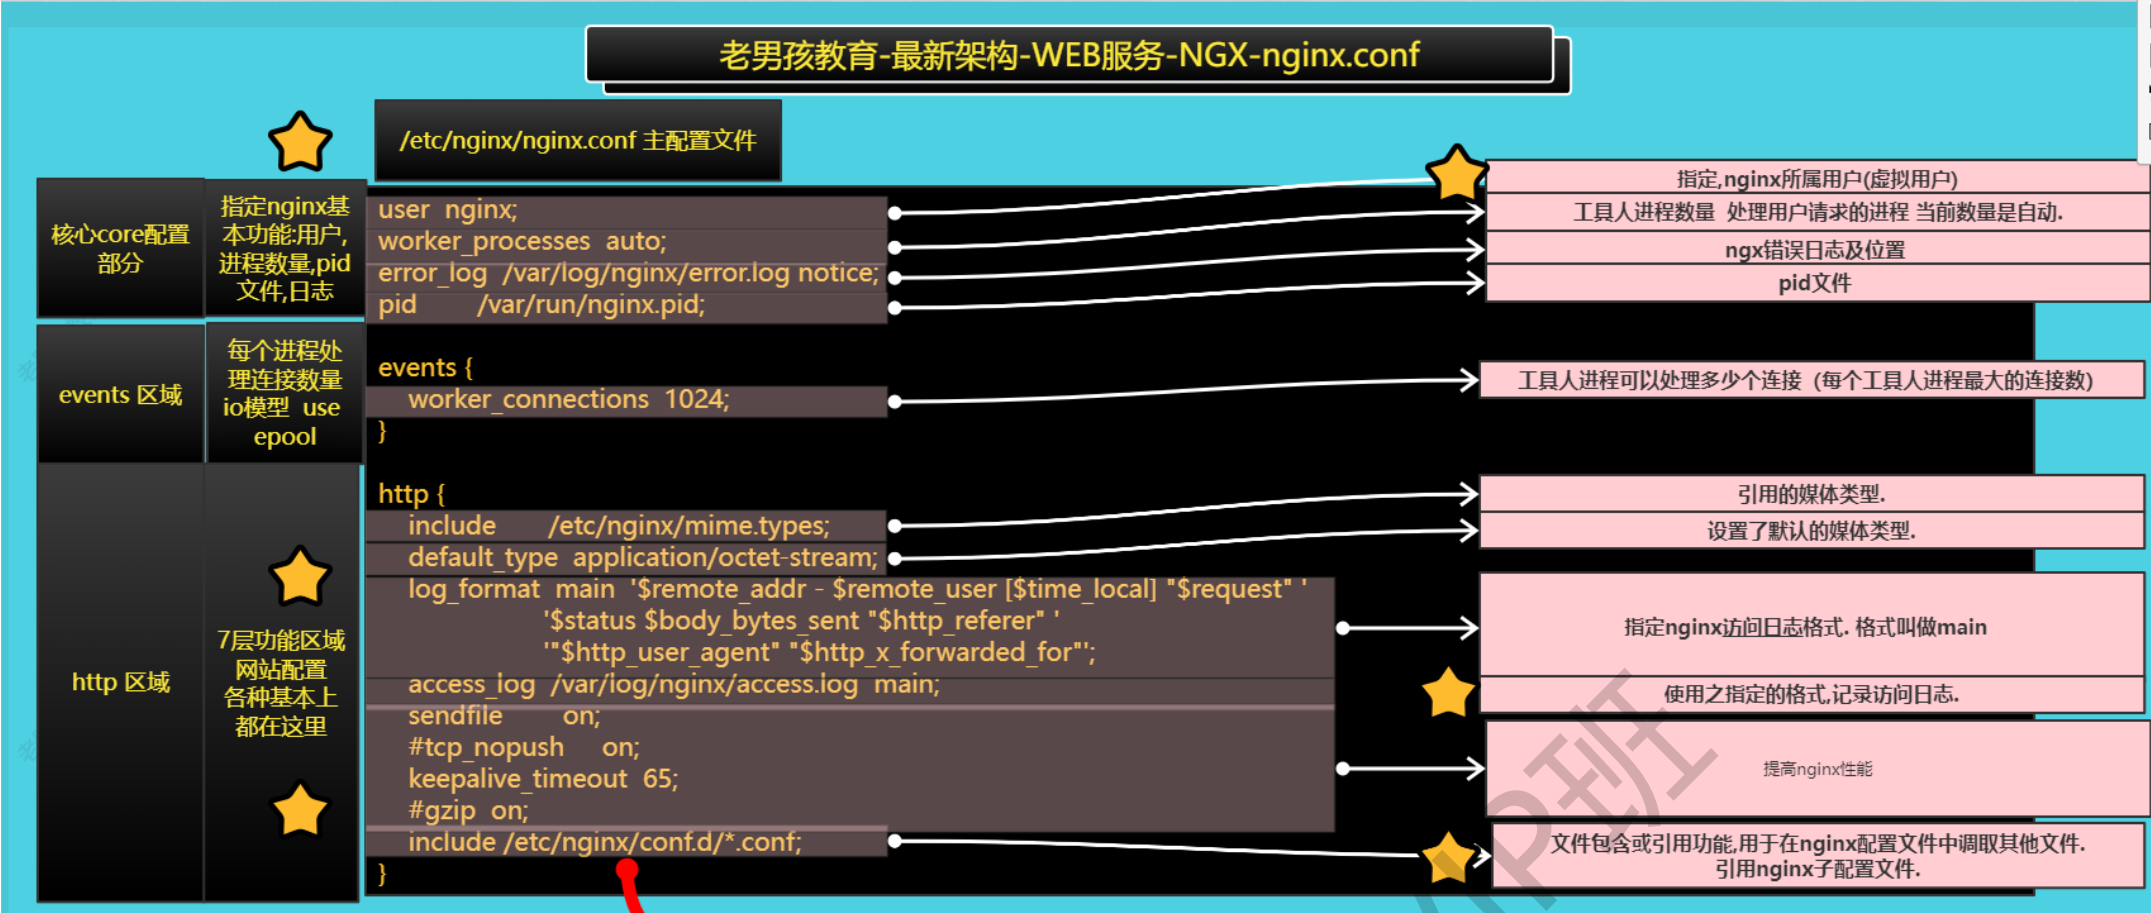 老男孩教育-最新架构-WEB服务-NGX-nginx.conf
/etc/nginx/nginx.conf 主配置文件
核心core配置
部分
指定nginx基
本功能:用户,
进程数量,pid
文件,日志
user  nginx;
worker_processes  auto;
error_log  /var/log/nginx/error.log notice;
pid        /var/run/nginx.pid;
指定,nginx所属用户(虚拟用户)
工具人进程数量  处理用户请求的进程 当前数量是自动.
ngx错误日志及位置
pid文件
events 区域
每个进程处
理连接数量
io模型  use
epool
events {
    worker_connections  1024;
}
工具人进程可以处理多少个连接  (每个工具人进程最大的连接数)
http 区域
7层功能区域
网站配置
各种基本上
都在这里
http {
    include       /etc/nginx/mime.types;
    default_type  application/octet-stream;
    log_format  main  '$remote_addr - $remote_user [$time_local] "$request" '
                      '$status $body_bytes_sent "$http_referer" '
                      '"$http_user_agent" "$http_x_forwarded_for"';
    access_log  /var/log/nginx/access.log  main;
    sendfile        on;
    #tcp_nopush     on;
    keepalive_timeout  65;
    #gzip  on;
    include /etc/nginx/conf.d/*.conf;
}
引用的媒体类型.
设置了默认的媒体类型.
指定nginx访问日志格式. 格式叫做main
使用之指定的格式,记录访问日志.
提高nginx性能
文件包含或引用功能,用于在nginx配置文件中调取其他文件.
引用nginx子配置文件.
P班